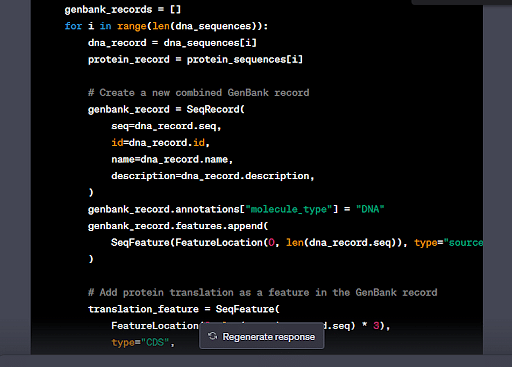 genbank_records = []
for i in range(len(dna_sequences)):
dna_record = dna_sequences[i]
protein_record = protein_sequences[i]
# Create a new combined GenBank record
genbank_record = SeqRecord(
seq=dna_record.seq,
id=dna_record.id,
name=dna_record.name,
description=dna_record.description,
)
genbank_record.annotations["molecule_type"] = "DNA"
genbank_record.features.append(
SeqFeature(FeatureLocation(0, len(dna_record.seq)), type="source
)
# Add protein translation as a feature in the GenBank record
translation_feature = SeqFeature(
FeatureLocation( d.seq) * 3),
type="CDS",
Regenerate response